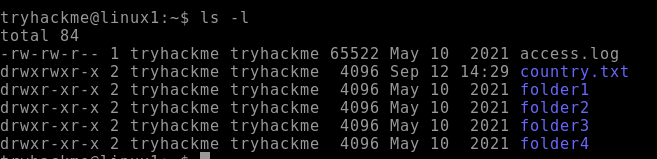 tryhackme@linux1:~$ ls -l
total 84
-rw-rw-r-- 1 tryhackme tryhackme 65522 May 10  2021 access.log
drwxrwxr-x 2 tryhackme tryhackme  4096 Sep 12 14:29 country.txt
drwxr-xr-x 2 tryhackme tryhackme  4096 May 10  2021 folder1
drwxr-xr-x 2 tryhackme tryhackme  4096 May 10  2021 folder2
drwxr-xr-x 2 tryhackme tryhackme  4096 May 10  2021 folder3
drwxr-xr-x 2 tryhackme tryhackme  4096 May 10  2021 folder4
tryhackme@linux1:~$